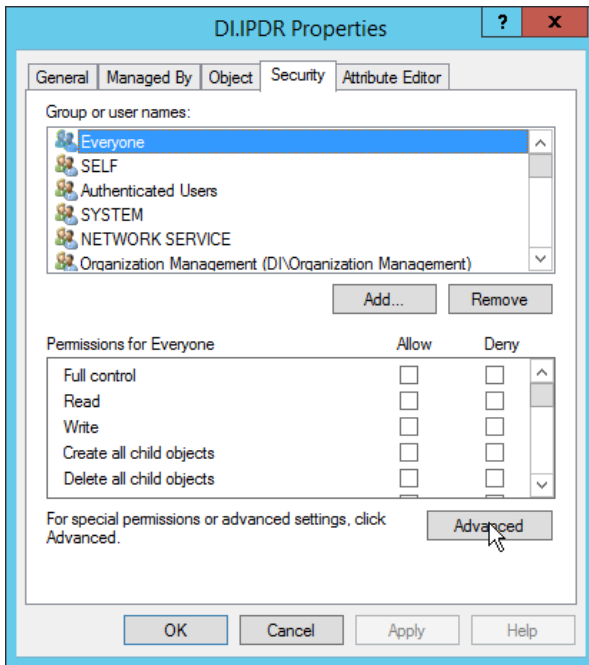 DI.IPDR Properties
?
x
General Managed By Object Security Attribute Editor
Group or user names:
Everyone
SELF
Authenticated Users
SYSTEM
NETWORK SERVICE
Organization Management (DI\Organization Management)
Add... Remove
Permissions for Everyone Allow Deny
Full control
Read
Write
Create all child objects
Delete all child objects
For special permissions or advanced settings, click
Advanced.
Advanced
OK Cancel Apply Help